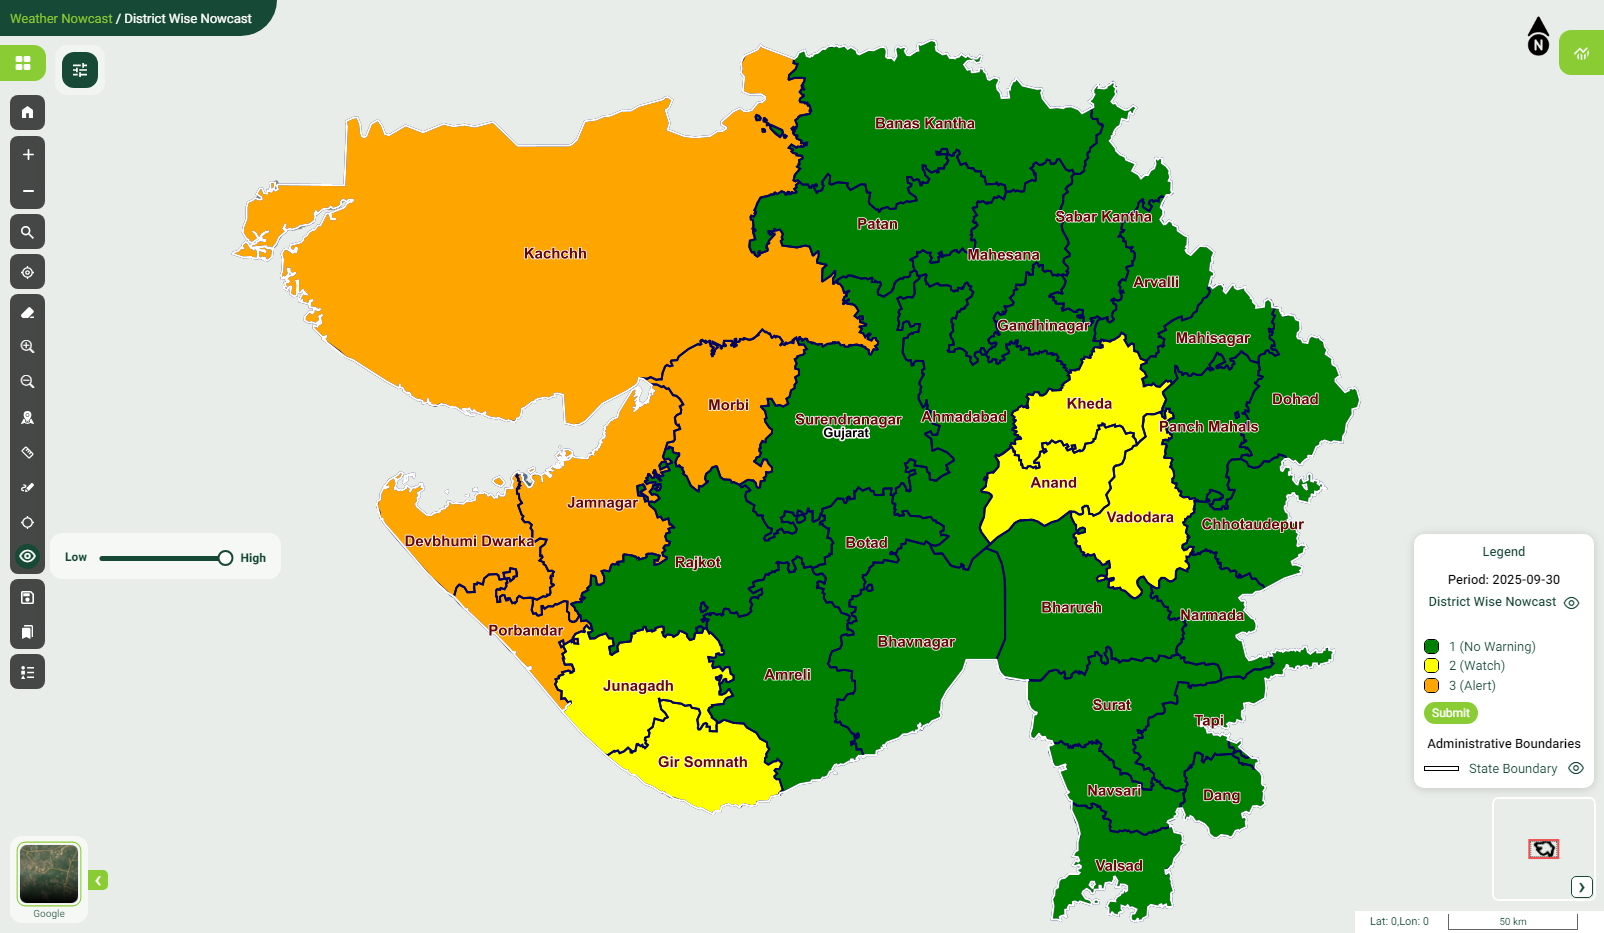 Weather Nowcast / District Wise Nowcast
N
Banas Kantha
Patan
Sabar Kantha
Kachchh
Mahesana
Arvalli
Gandhinagar
Mahisagar
Morbi
Kheda
Dohad
Surendranagar
Ahmadabad
Panch Mahals
Gujarat
Anand
Jamnagar
Vadodara
Chhotaudepur
Devbhumi Dwarka
Botad
Rajkot
Low
High
Bharuch
Narmada
Porbandar
Bhavnagar
Amreli
Junagadh
Surat
Tapi
Gir Somnath
Navsari
Dang
Valsad
Legend
Period: 2025-09-30
District Wise Nowcast
1 (No Warning)
2 (Watch)
3 (Alert)
Submit
Administrative Boundaries
State Boundary
Google
Lat: 0,Lon: 0
50 km